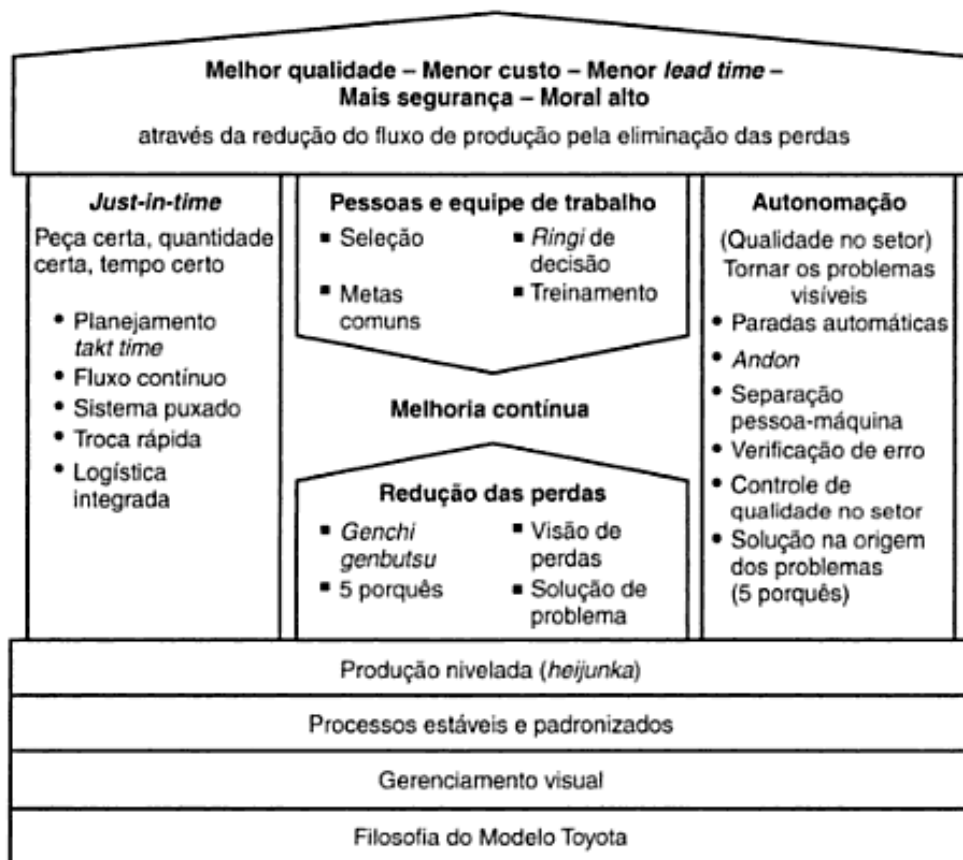 Melhor qualidade – Menor custo – Menor lead time –
Mais segurança – Moral alto
através da redução do fluxo de produção pela eliminação das perdas
Just-in-time
Peça certa, quantidade
certa, tempo certo
• Planejamento
takt time
• Fluxo contínuo
• Sistema puxado
• Troca rápida
• Logística
integrada
Pessoas e equipe de trabalho
▪ Seleção
▪ Metas
comuns
▪ Ringi de
decisão
▪ Treinamento
Melhoria contínua
Redução das perdas
▪ Genchi
genbutsu
▪ 5 porquês
▪ Visão de
perdas
▪ Solução de
problema
Autonomação
(Qualidade no setor)
Tornar os problemas
visíveis
• Paradas automáticas
• Andon
• Separação
pessoa-máquina
• Verificação de erro
• Controle de
qualidade no setor
• Solução na origem
dos problemas
(5 porquês)
Produção nivelada (heijunka)
Processos estáveis e padronizados
Gerenciamento visual
Filosofia do Modelo Toyota